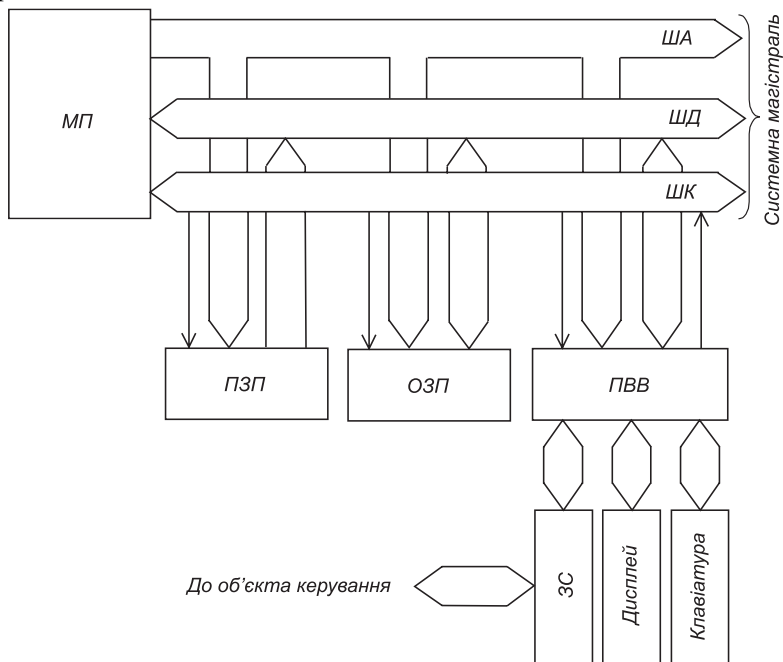 ША
МП
ШД
ШК
Системна магістраль
ПЗП
ОЗП
ПВВ
До об’єкта керування
ЗС
Дисплей
Клавіатура